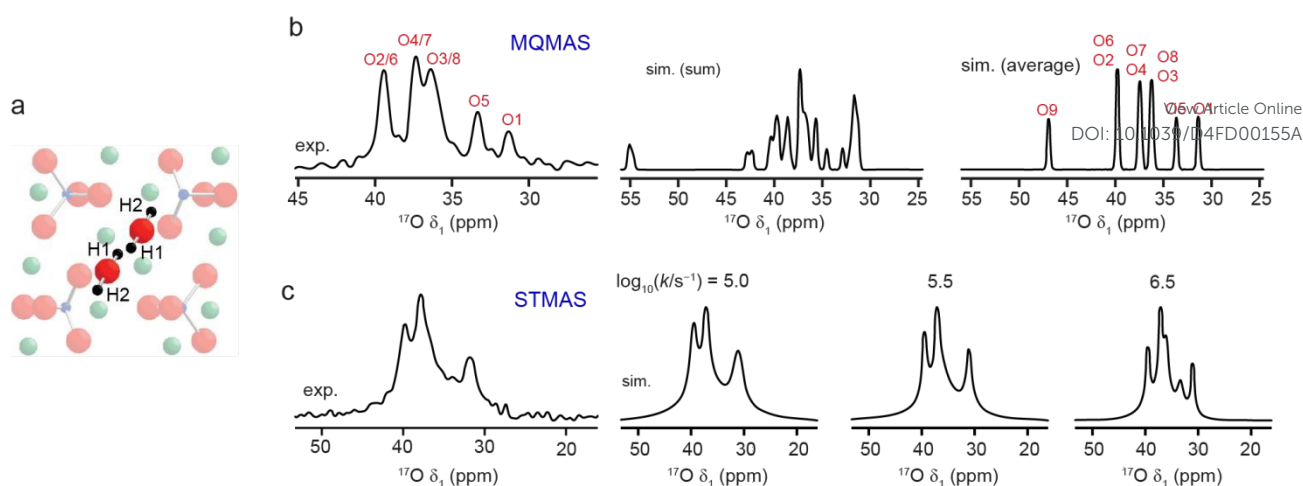 a
H2
H1
H1
H2
b
MQMAS
exp.
O2/6
O4/7
O3/8
O5
O1
45 40 35 30
¹⁷O δ₁ (ppm)
sim. (sum)
55 50 45 40 35 30 25
¹⁷O δ₁ (ppm)
sim. (average)
O9
O6
O2
O7
O4
O8
O3
O5
O1
View Article Online
DOI: 10.1039/D4FD00155A
55 50 45 40 35 30 25
¹⁷O δ₁ (ppm)
c
STMAS
exp.
50 40 30 20
¹⁷O δ₁ (ppm)
log₁₀(k/s⁻¹) = 5.0
sim.
50 40 30 20
¹⁷O δ₁ (ppm)
5.5
50 40 30 20
¹⁷O δ₁ (ppm)
6.5
50 40 30 20
¹⁷O δ₁ (ppm)